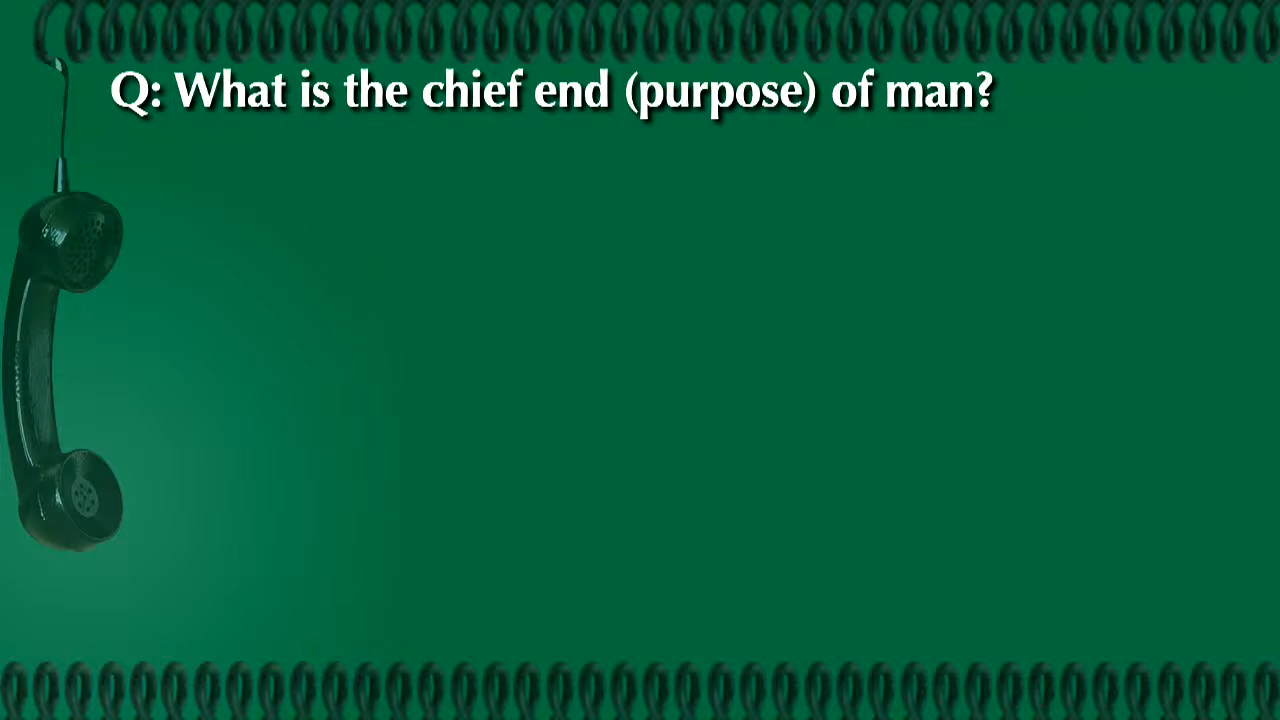 Q: What is the chief end (purpose) of man?